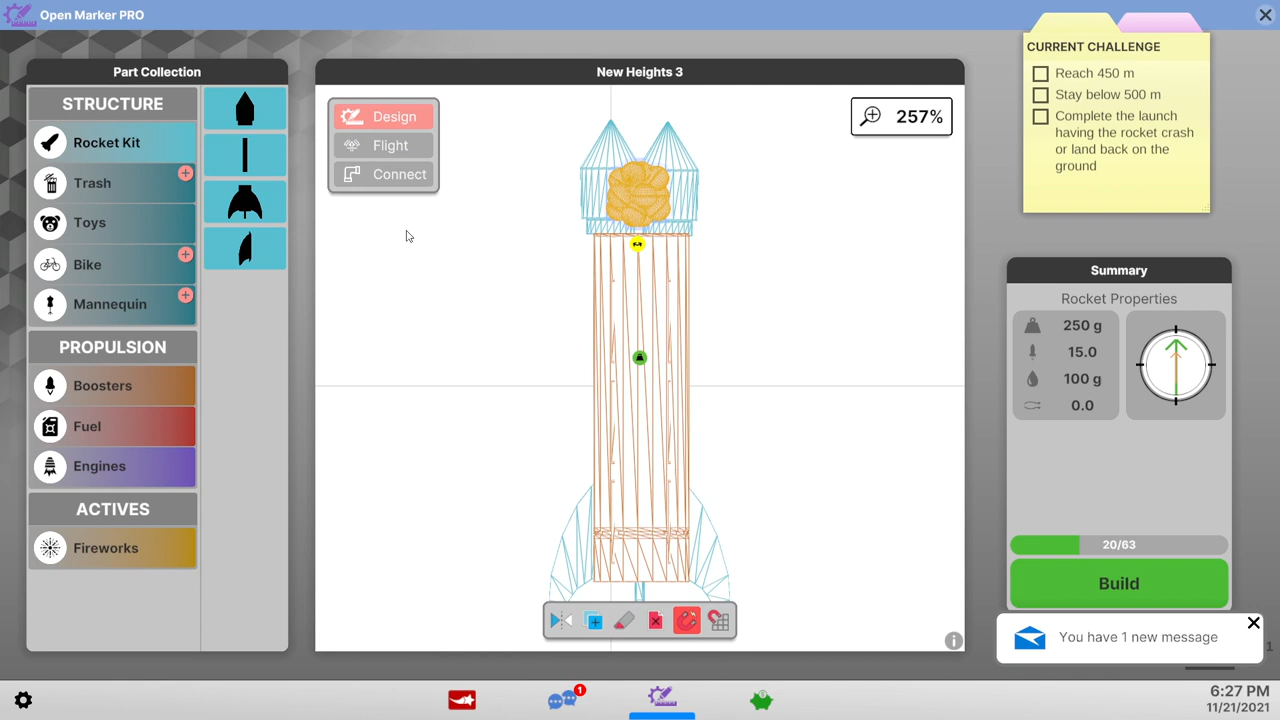 Open Marker PRO
Part Collection
STRUCTURE
Rocket Kit
Trash
Toys
Bike
Mannequin
PROPULSION
Boosters
Fuel
Engines
ACTIVES
Fireworks
New Heights 3
Design
Flight
Connect
257%
CURRENT CHALLENGE
Reach 450 m
Stay below 500 m
Complete the launch
having the rocket crash
or land back on the
ground
Summary
Rocket Properties
250 g
15.0
100 g
0.0
20/63
Build
You have 1 new message
1
1
6:27 PM
11/21/2021